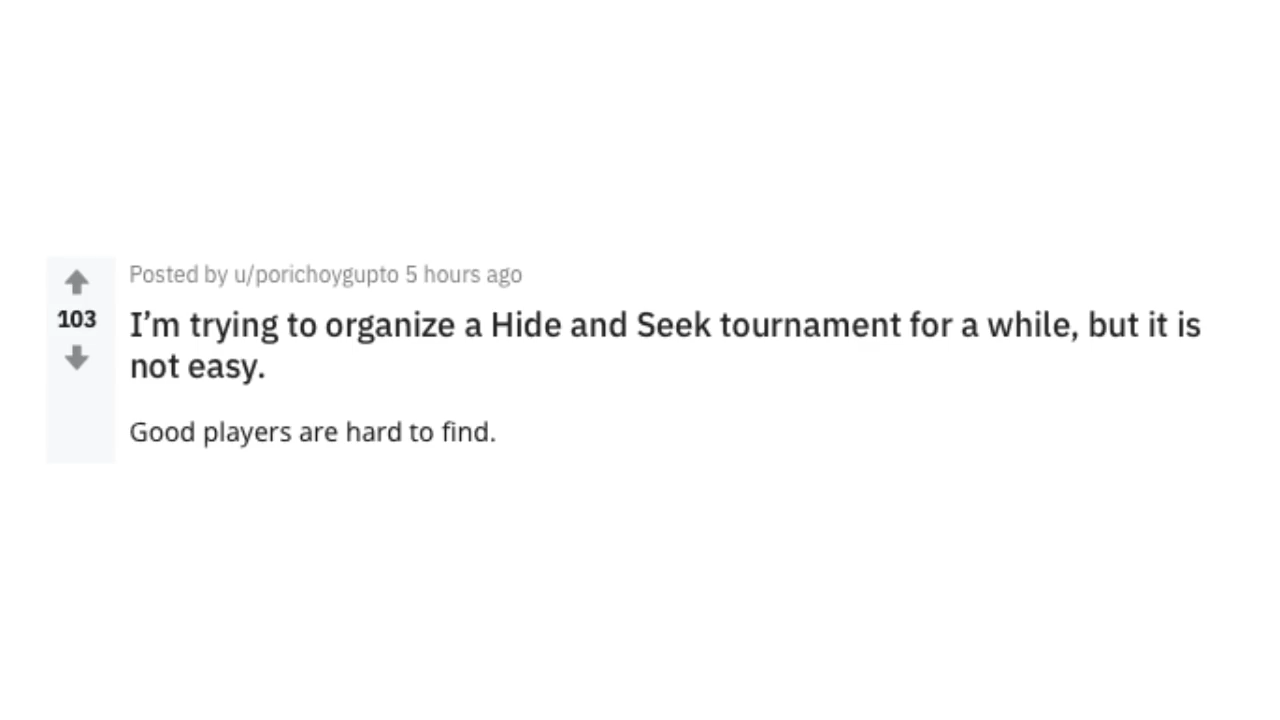 Posted by u/porichoygupto 5 hours ago
103
I’m trying to organize a Hide and Seek tournament for a while, but it is
not easy.
Good players are hard to find.